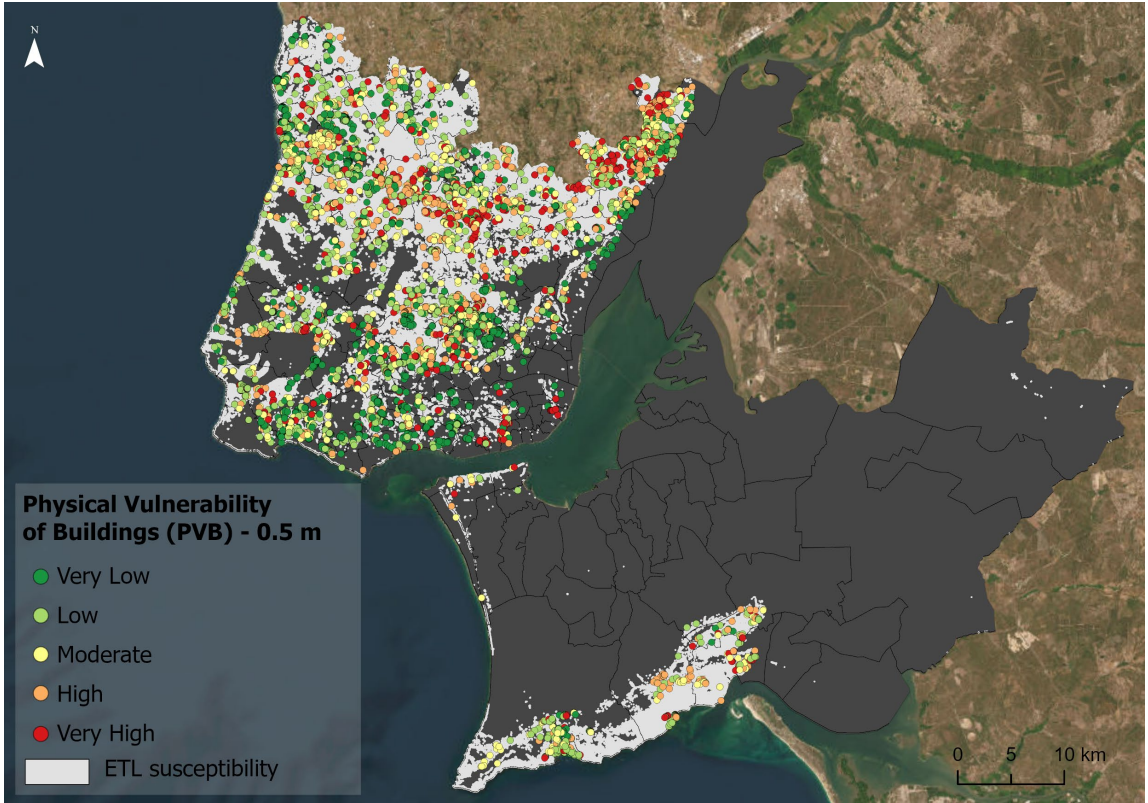 N
Physical Vulnerability
of Buildings (PVB) - 0.5 m
Very Low
Low
Moderate
High
Very High
ETL susceptibility
0 5 10 km